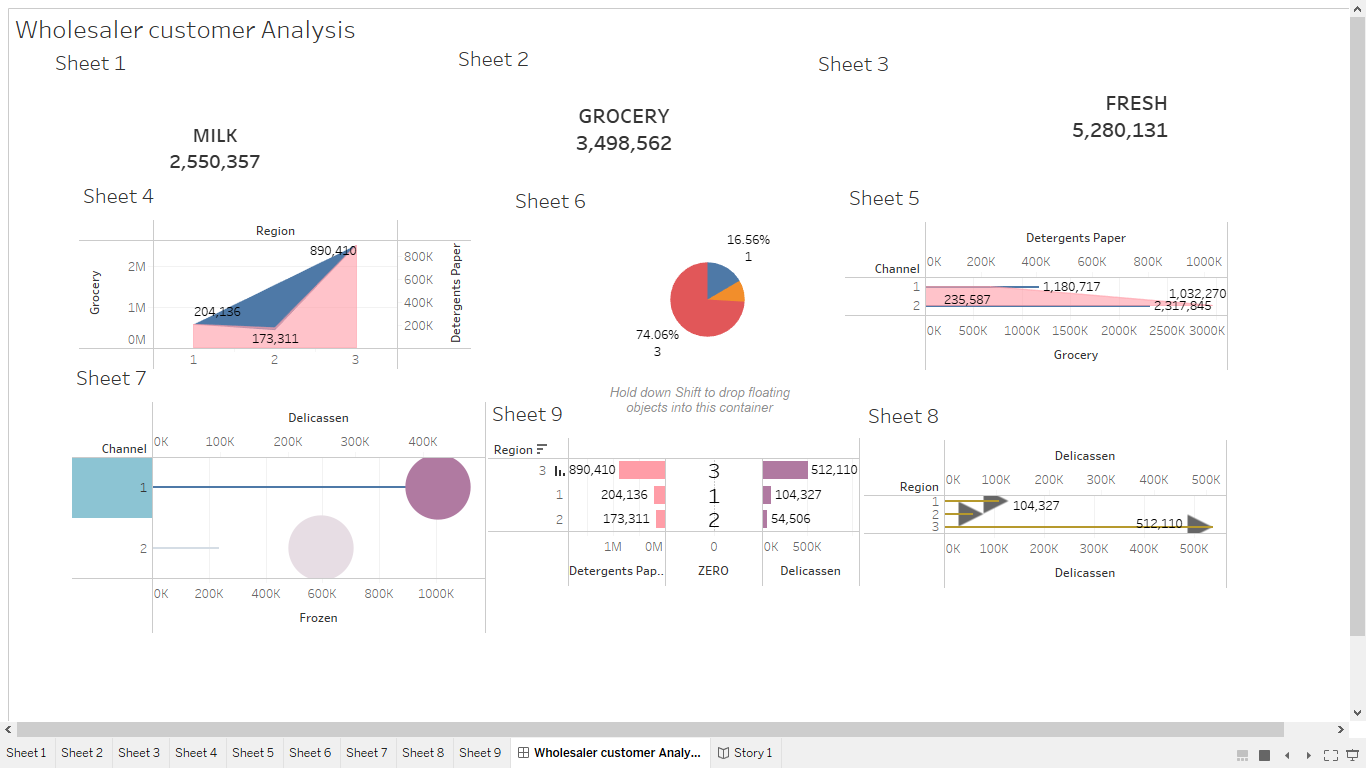 Wholesaler customer Analysis
Sheet 1
Sheet 2
Sheet 3
MILK
2,550,357
GROCERY
3,498,562
FRESH
5,280,131
Sheet 4
Region
Grocery
2M
1M
0M
890,410
204,136
173,311
800K
600K
400K
200K
Detergents Paper
1 2 3
Sheet 6
16.56%
1
74.06%
3
Sheet 5
Detergents Paper
0K 200K 400K 600K 800K 1000K
Channel
1
2
1,180,717
235,587
1,032,270
2,317,845
0K 500K 1000K 1500K 2000K 2500K 3000K
Grocery
Sheet 7
Delicassen
0K 100K 200K 300K 400K
Channel
1
2
0K 200K 400K 600K 800K 1000K
Frozen
Hold down Shift to drop floating
objects into this container
Sheet 9
Region
3 890,410 3 512,110
1 204,136 1 104,327
2 173,311 2 54,506
1M 0M 0 0K 500K
Detergents Pap.. ZERO Delicassen
Sheet 8
Delicassen
0K 100K 200K 300K 400K 500K
Region
1
2
3
104,327
512,110
0K 100K 200K 300K 400K 500K
Delicassen
Sheet 1 Sheet 2 Sheet 3 Sheet 4 Sheet 5 Sheet 6 Sheet 7 Sheet 8 Sheet 9 Wholesaler customer Analy... Story 1